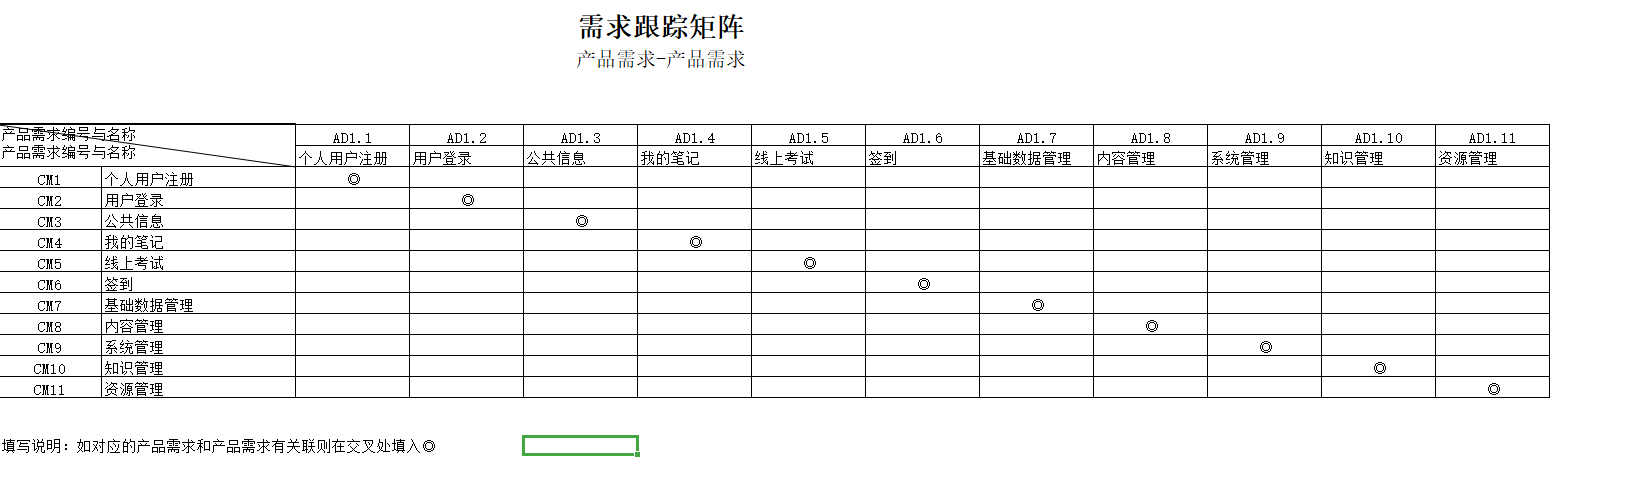 需求跟踪矩阵
产品需求-产品需求
产品需求编号与名称 AD1.1 AD1.2 AD1.3 AD1.4 AD1.5 AD1.6 AD1.7 AD1.8 AD1.9 AD1.10 AD1.11
产品需求编号与名称 个人用户注册 用户登录 公共信息 我的笔记 线上考试 签到 基础数据管理 内容管理 系统管理 知识管理 资源管理
CM1 个人用户注册 ◎
CM2 用户登录 ◎
CM3 公共信息 ◎
CM4 我的笔记 ◎
CM5 线上考试 ◎
CM6 签到 ◎
CM7 基础数据管理 ◎
CM8 内容管理 ◎
CM9 系统管理 ◎
CM10 知识管理 ◎
CM11 资源管理 ◎
填写说明：如对应的产品需求和产品需求有关联则在交叉处填入◎